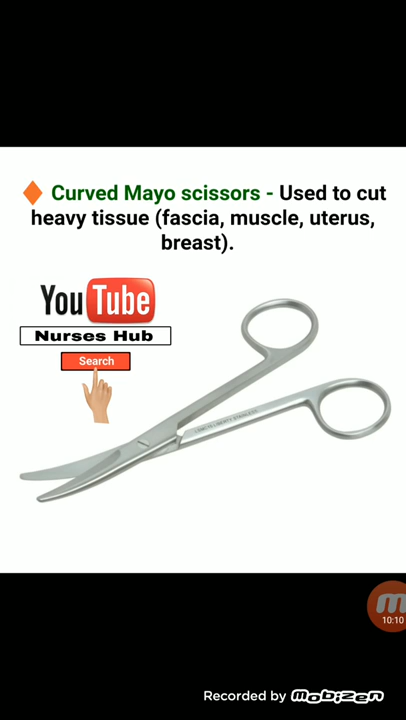 Curved Mayo scissors - Used to cut
heavy tissue (fascia, muscle, uterus,
breast).
YouTube
Nurses Hub
Search
10:10
Recorded by mobizen